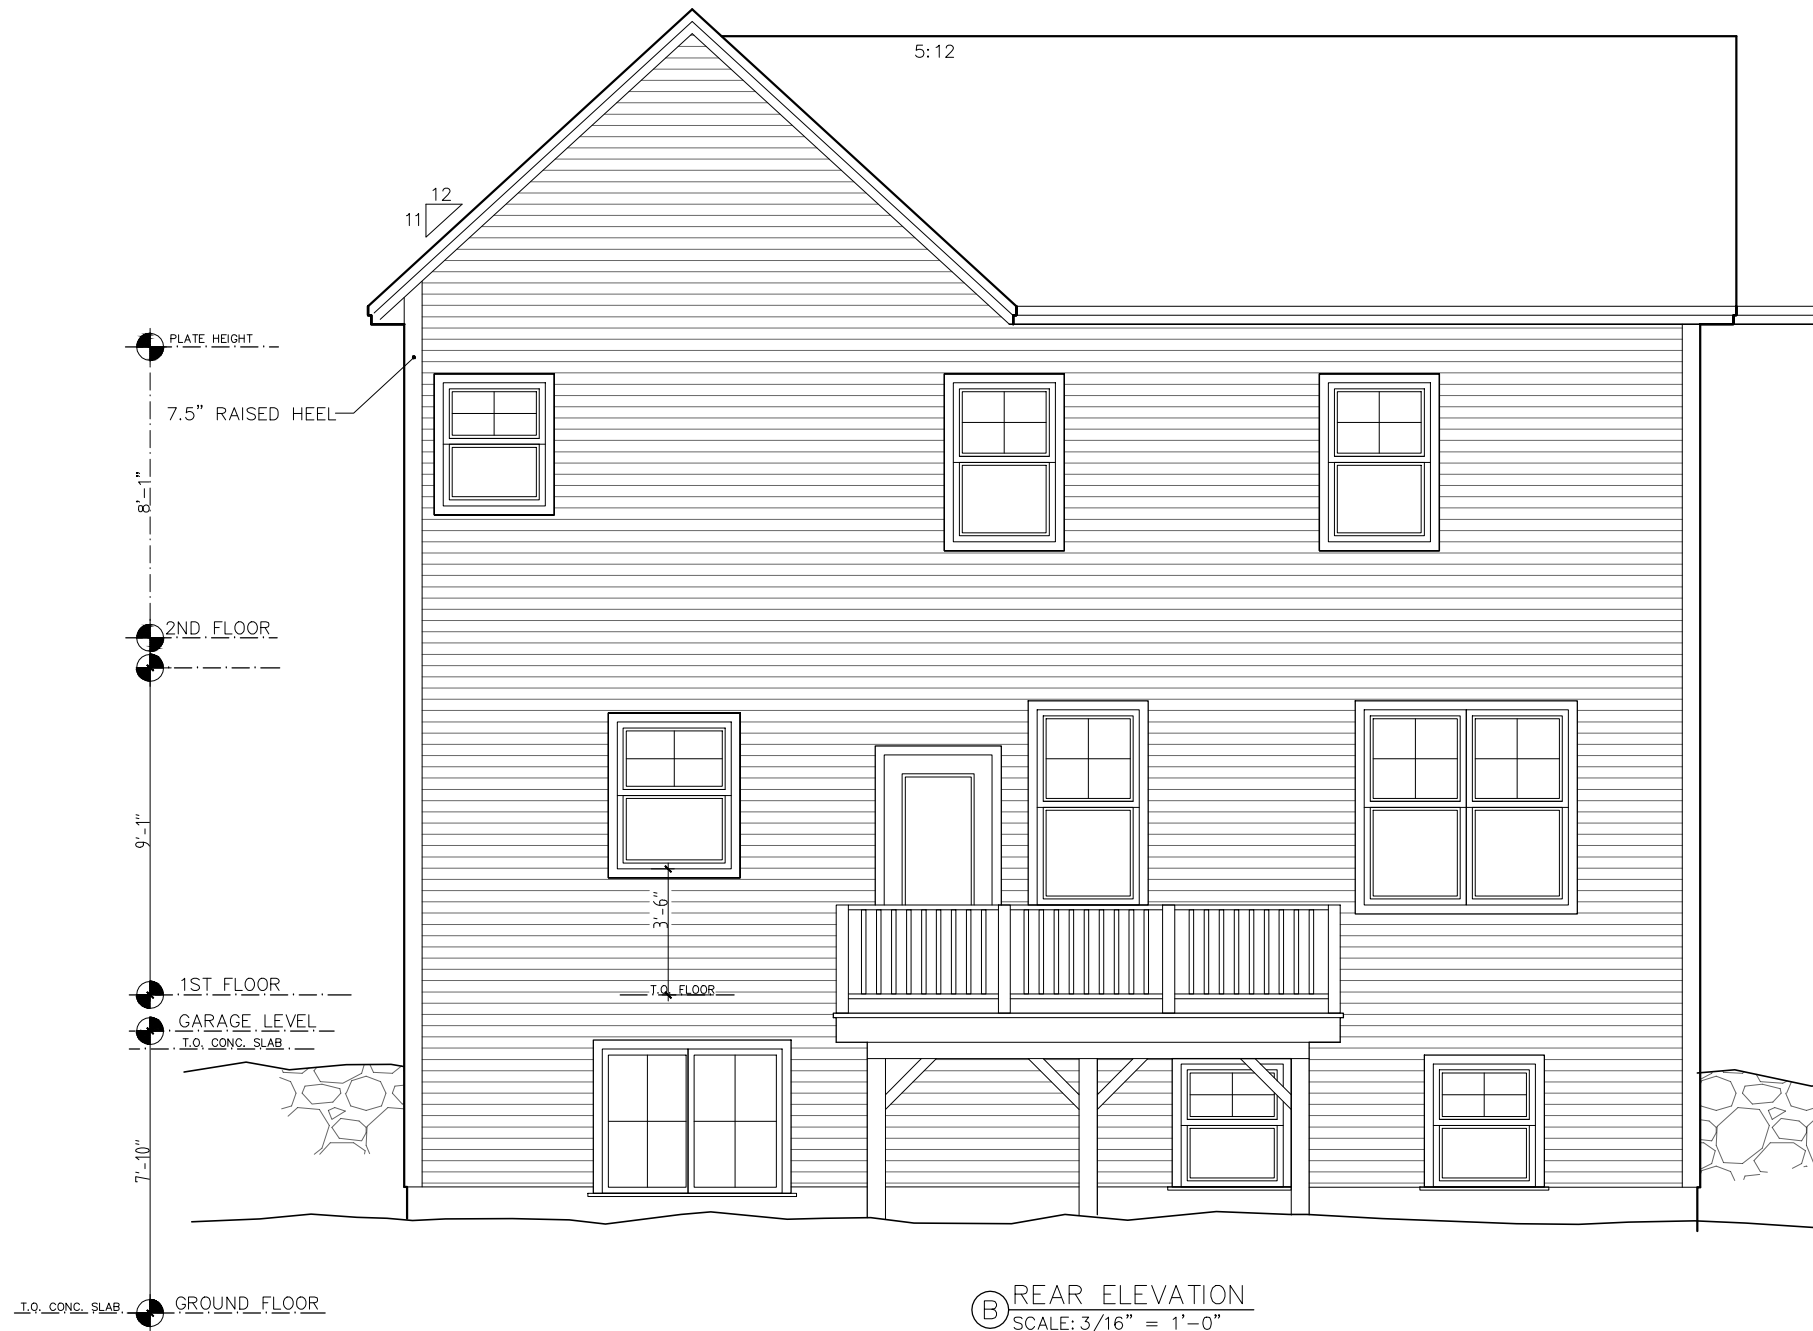 5:12
12
11
PLATE HEIGHT
7.5" RAISED HEEL
8'-1"
2ND FLOOR
9'-1"
3'-6"
T.O. FLOOR
1ST FLOOR
GARAGE LEVEL
T.O. CONC. SLAB
7'-10"
T.O. CONC. SLAB
GROUND FLOOR
B
REAR ELEVATION
SCALE: 3/16" = 1'-0"